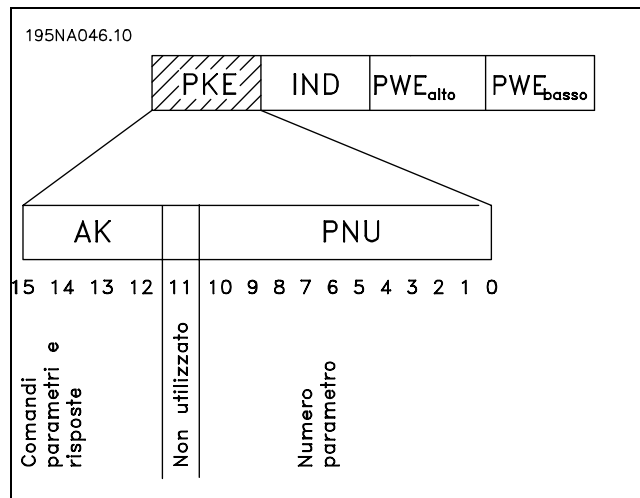 195NA046.10
PKE IND PWEalto PWEbasso
AK PNU
15 14 13 12 11 10 9 8 7 6 5 4 3 2 1 0
Comandi
parametri e
risposte
Non utilizzato
Numero
parametro